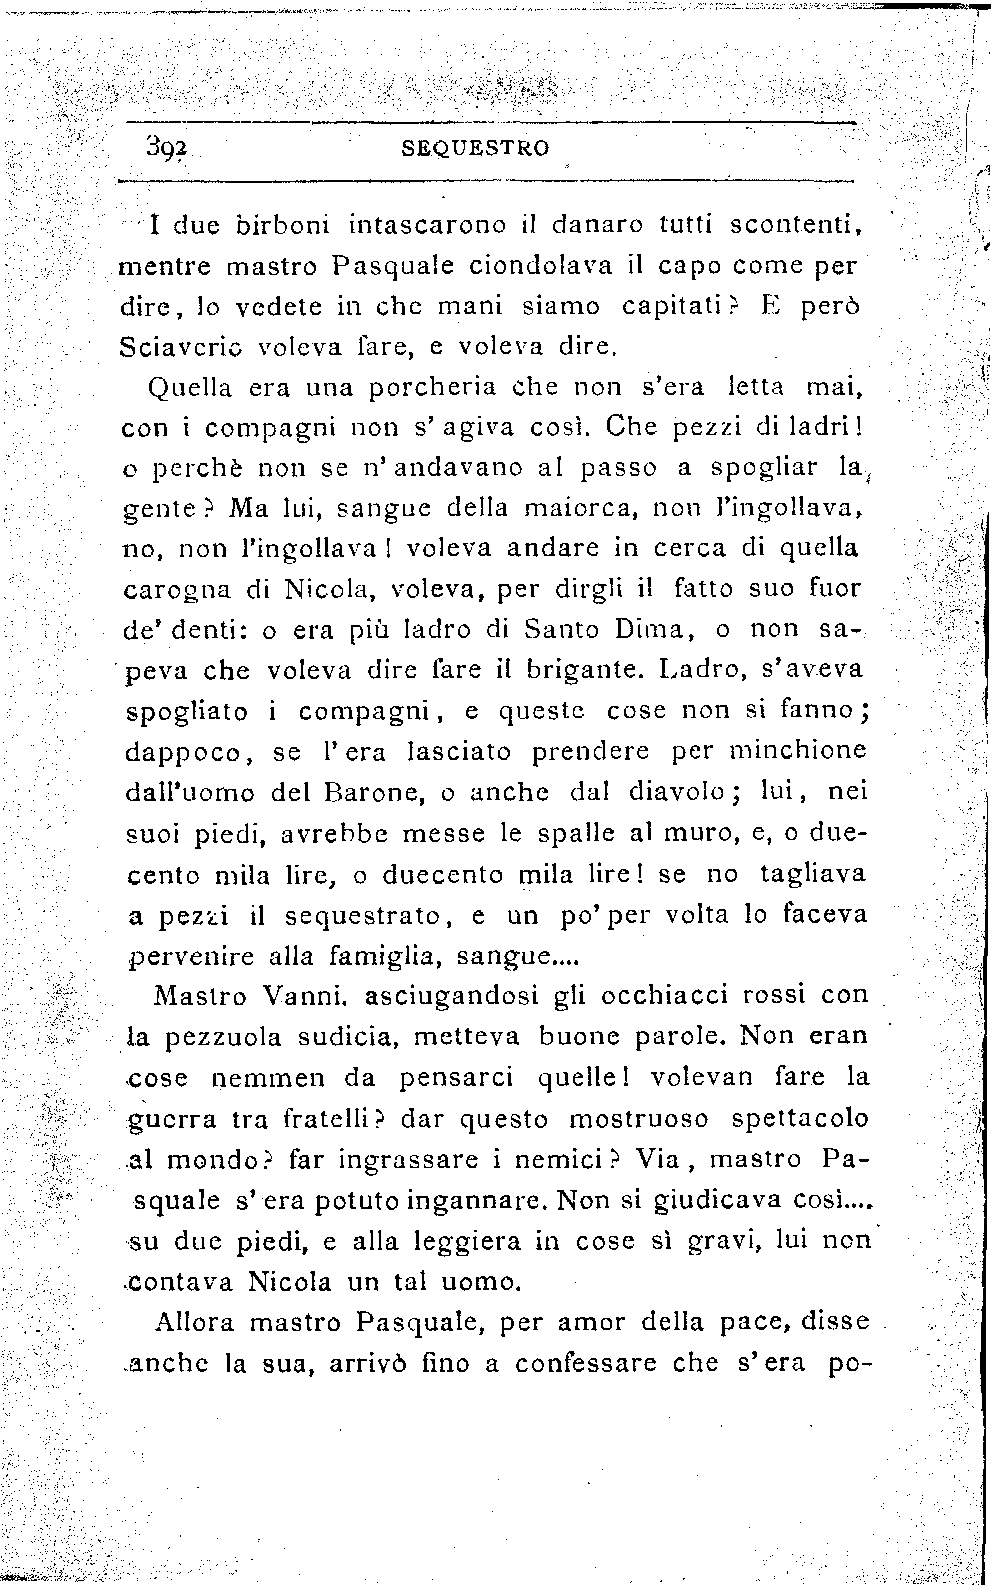 392 SEQUESTRO
I due birboni intascarono il danaro tutti scontenti,
mentre mastro Pasquale ciondolava il capo come per
dire, lo vedete in che mani siamo capitati? E però
Sciaverio voleva fare, e voleva dire.
Quella era una porcheria che non s'era letta mai,
con i compagni non s'agiva così. Che pezzi di ladri!
o perchè non se n'andavano al passo a spogliar la
gente? Ma lui, sangue della maiorca, non l'ingollava,
no, non l'ingollava! voleva andare in cerca di quella
carogna di Nicola, voleva, per dirgli il fatto suo fuor
de' denti: o era più ladro di Santo Dima, o non sa-
peva che voleva dire fare il brigante. Ladro, s'aveva
spogliato i compagni, e queste cose non si fanno;
dappoco, se l'era lasciato prendere per minchione
dall'uomo del Barone, o anche dal diavolo; lui, nei
suoi piedi, avrebbe messe le spalle al muro, e, o due-
cento mila lire, o duecento mila lire! se no tagliava
a pezzi il sequestrato, e un po' per volta lo faceva
pervenire alla famiglia, sangue....
Mastro Vanni, asciugandosi gli occhiacci rossi con
la pezzuola sudicia, metteva buone parole. Non eran
cose nemmen da pensarci quelle! volevan fare la
guerra tra fratelli? dar questo mostruoso spettacolo
al mondo? far ingrassare i nemici? Via, mastro Pa-
squale s'era potuto ingannare. Non si giudicava così....
su due piedi, e alla leggiera in cose sì gravi, lui non
contava Nicola un tal uomo.
Allora mastro Pasquale, per amor della pace, disse
anche la sua, arrivò fino a confessare che s'era po-